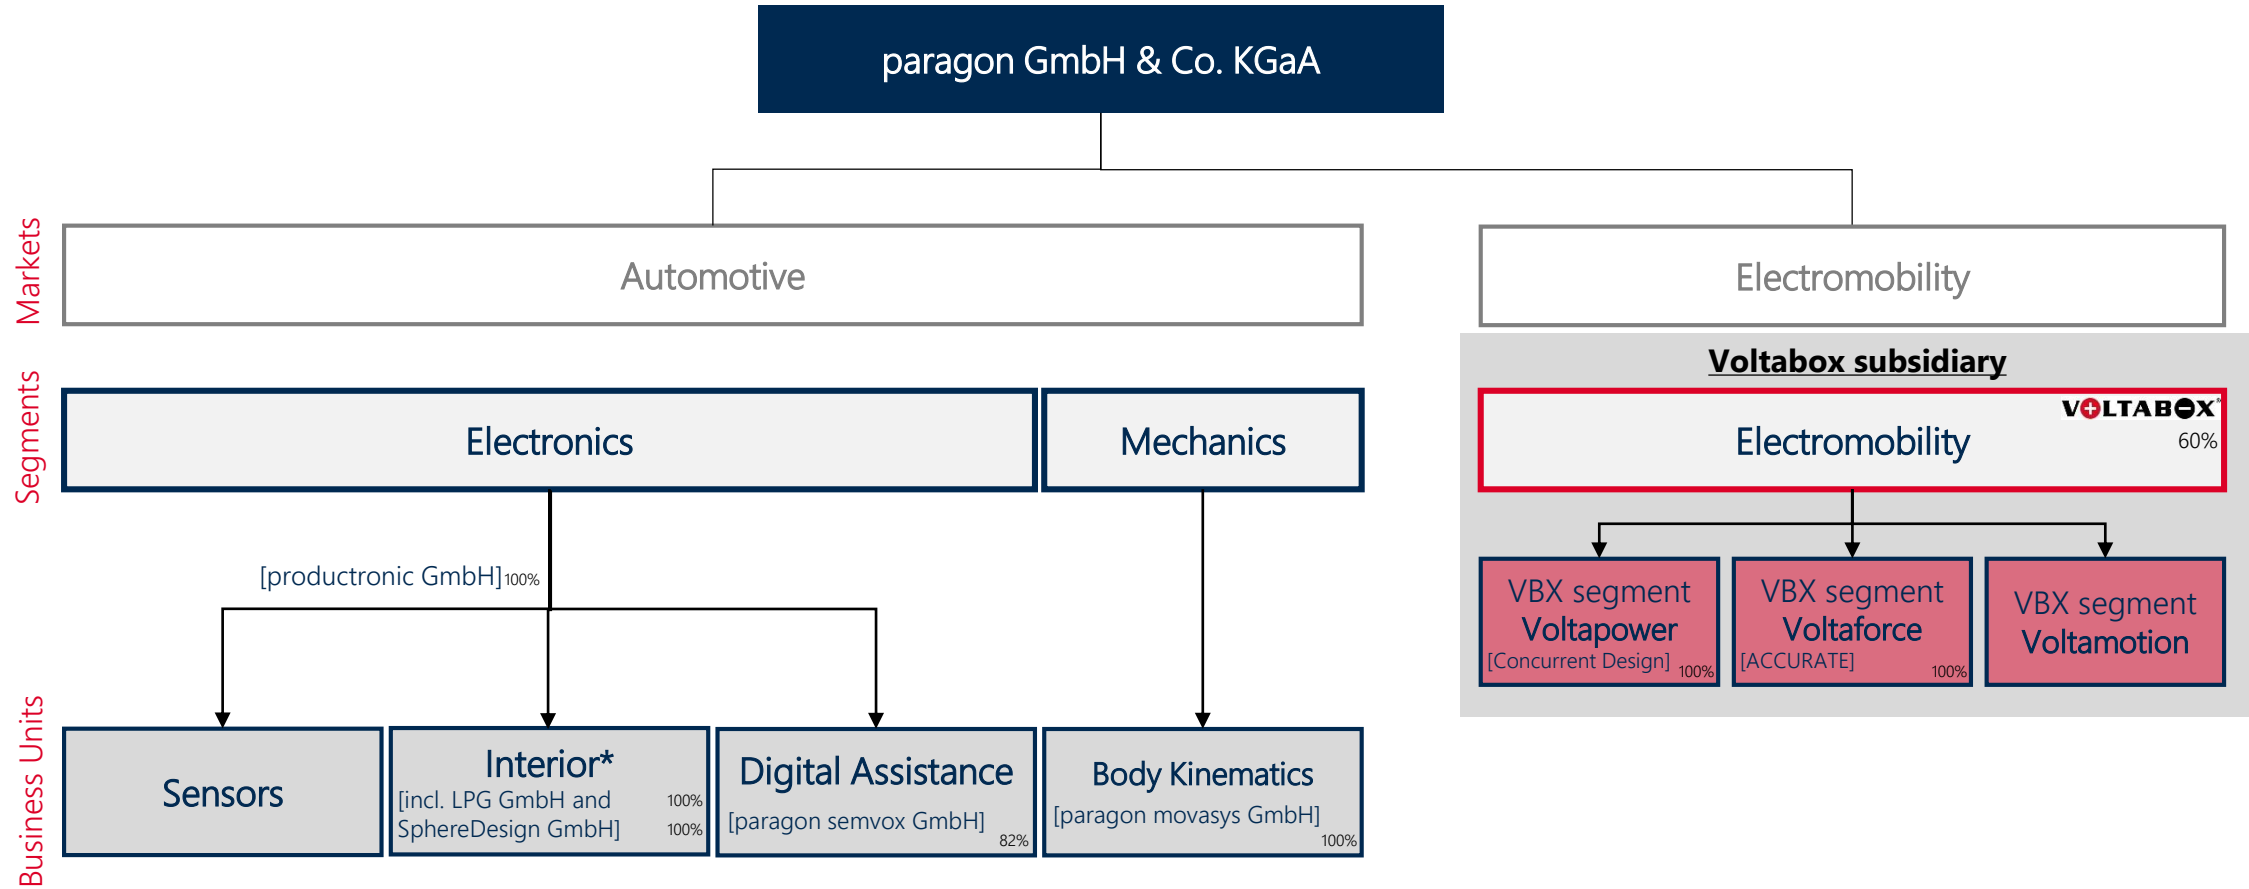 paragon GmbH & Co. KGaA
Markets
Automotive
Electromobility
Voltabox subsidiary
Segments
Electronics
Mechanics
VOLTABOX®
Electromobility
60%
[productronic GmbH] 100%
VBX segment
Voltapower
[Concurrent Design] 100%
VBX segment
Voltaforce
[ACCURATE] 100%
VBX segment
Voltamotion
Business Units
Sensors
Interior*
[incl. LPG GmbH and 100%
SphereDesign GmbH] 100%
Digital Assistance
[paragon semvox GmbH]
82%
Body Kinematics
[paragon movasys GmbH]
100%